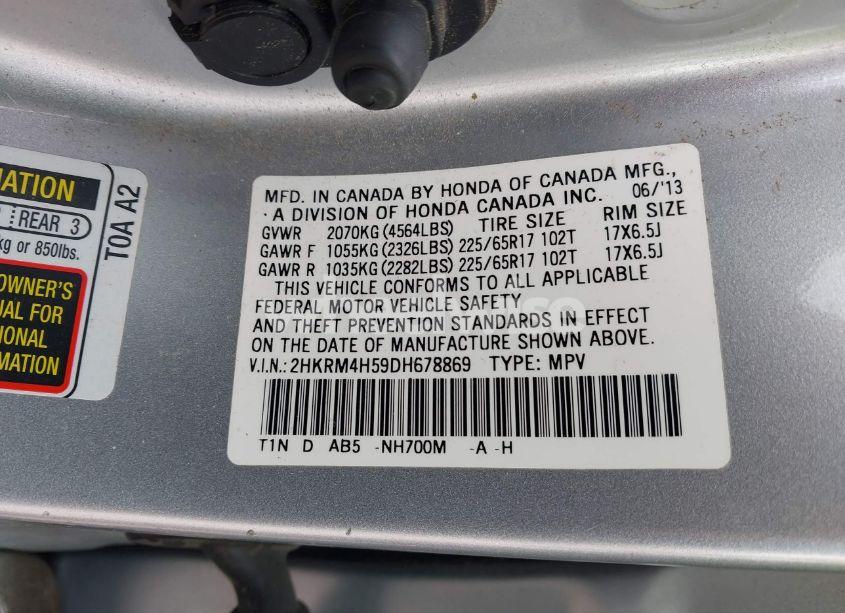 MATION
REAR 3
kg or 850lbs.
OWNER'S
UAL FOR
IONAL
RMATION
T0A A2
MFD. IN CANADA BY HONDA OF CANADA MFG., 06/'13
A DIVISION OF HONDA CANADA INC.
TIRE SIZE RIM SIZE
GVWR 2070KG (4564LBS)
GAWR F 1055KG (2326LBS) 225/65R17 102T 17X6.5J
GAWR R 1035KG (2282LBS) 225/65R17 102T 17X6.5J
THIS VEHICLE CONFORMS TO ALL APPLICABLE
FEDERAL MOTOR VEHICLE SAFETY
AND THEFT PREVENTION STANDARDS IN EFFECT
ON THE DATE OF MANUFACTURE SHOWN ABOVE.
V.I.N.: 2HKRM4H59DH678869 TYPE: MPV
T1N D AB5 -NH700M -A -H